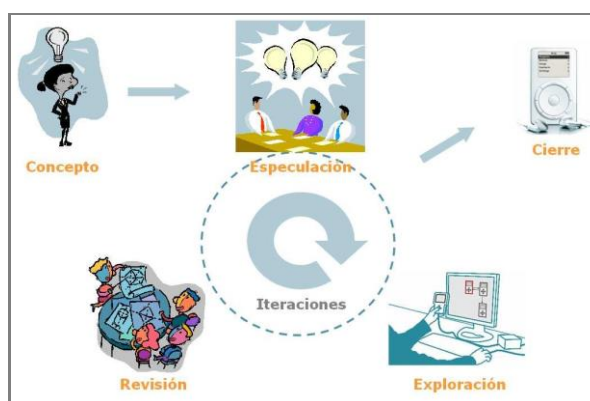 Concepto
Especulación
Cierre
Iteraciones
Revisión
Exploración